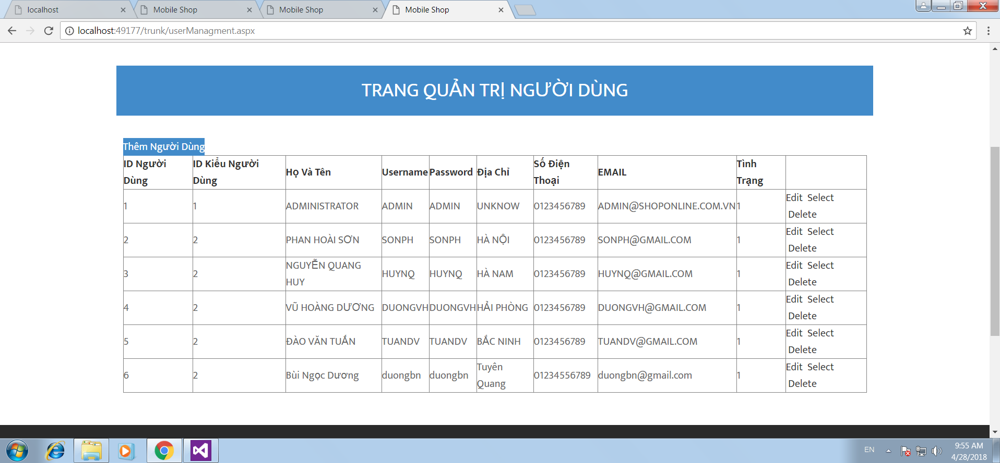 localhost
Mobile Shop
Mobile Shop
Mobile Shop
localhost:49177/trunk/userManagment.aspx
TRANG QUẢN TRỊ NGƯỜI DÙNG
Thêm Người Dùng
ID Người Dùng
ID Kiểu Người Dùng
Họ Và Tên
Username
Password
Địa Chỉ
Số Điện Thoại
EMAIL
Tình Trạng
1 1 ADMINISTRATOR ADMIN ADMIN UNKNOW 0123456789 ADMIN@SHOPONLINE.COM.VN 1 Edit Select Delete
2 2 PHAN HOÀI SƠN SONPH SONPH HÀ NỘI 0123456789 SONPH@GMAIL.COM 1 Edit Select Delete
3 2 NGUYỄN QUANG HUY HUYNQ HUYNQ HÀ NAM 0123456789 HUYNQ@GMAIL.COM 1 Edit Select Delete
4 2 VŨ HOÀNG DƯƠNG DUONGVH DUONGVH HẢI PHÒNG 0123456789 DUONGVH@GMAIL.COM 1 Edit Select Delete
5 2 ĐÀO VĂN TUẤN TUANDV TUANDV BẮC NINH 0123456789 TUANDV@GMAIL.COM 1 Edit Select Delete
6 2 Bùi Ngọc Dương duongbn duongbn Tuyên Quang 01234556789 duongbn@gmail.com 1 Edit Select Delete
EN
9:55 AM
4/28/2018